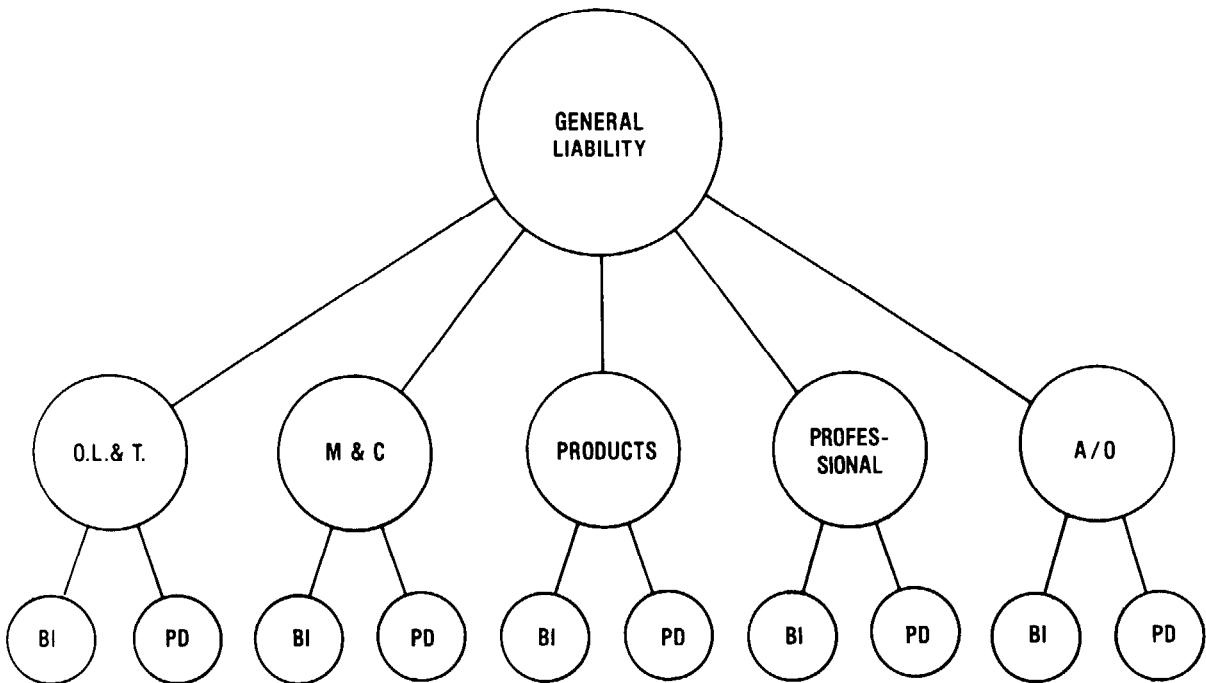 GENERAL
LIABILITY
O.L.& T.
M & C
PRODUCTS
PROFES-
SIONAL
A / O
BI
PD
BI
PD
BI
PD
BI
PD
BI
PD